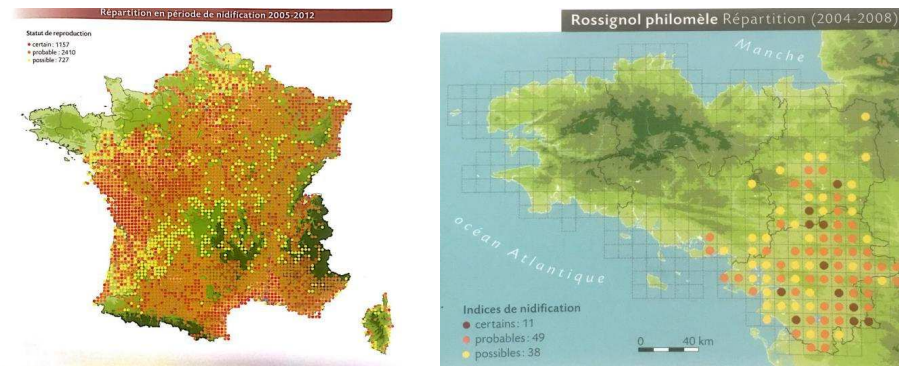 Répartition en période de nidification 2005-2012
Statut de reproduction
certain : 1157
probable : 2410
possible : 727
Rossignol philomèle Répartition (2004-2008)
Manche
océan Atlantique
Indices de nidification
certains : 11
probables : 49
possibles : 38
0 40 km